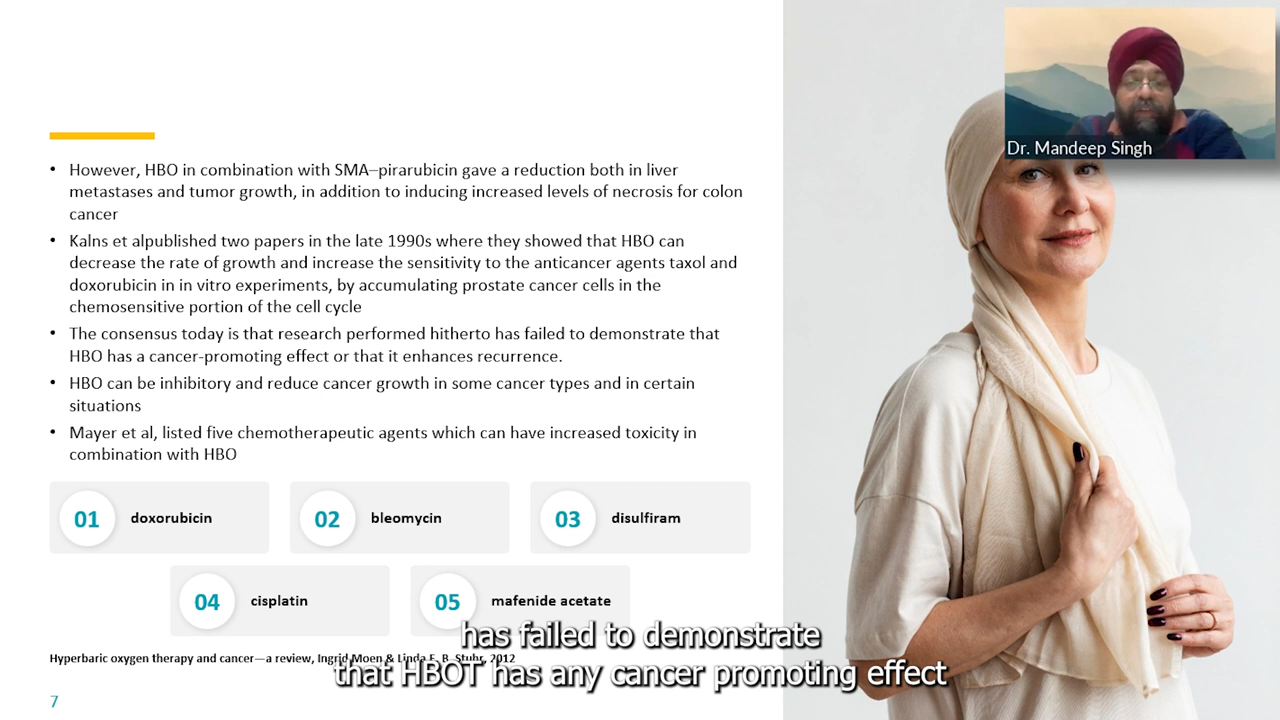 Dr. Mandeep Singh
• However, HBO in combination with SMA–pirarubicin gave a reduction both in liver
metastases and tumor growth, in addition to inducing increased levels of necrosis for colon
cancer
• Kalns et alpublished two papers in the late 1990s where they showed that HBO can
decrease the rate of growth and increase the sensitivity to the anticancer agents taxol and
doxorubicin in in vitro experiments, by accumulating prostate cancer cells in the
chemosensitive portion of the cell cycle
• The consensus today is that research performed hitherto has failed to demonstrate that
HBO has a cancer-promoting effect or that it enhances recurrence.
• HBO can be inhibitory and reduce cancer growth in some cancer types and in certain
situations
• Mayer et al, listed five chemotherapeutic agents which can have increased toxicity in
combination with HBO
01 doxorubicin
02 bleomycin
03 disulfiram
04 cisplatin
05 mafenide acetate
has failed to demonstrate
Hyperbaric oxygen therapy and cancer—a review, Ingrid Moen & Linda E. B. Stuhr, 2012
that HBOT has any cancer promoting effect
7